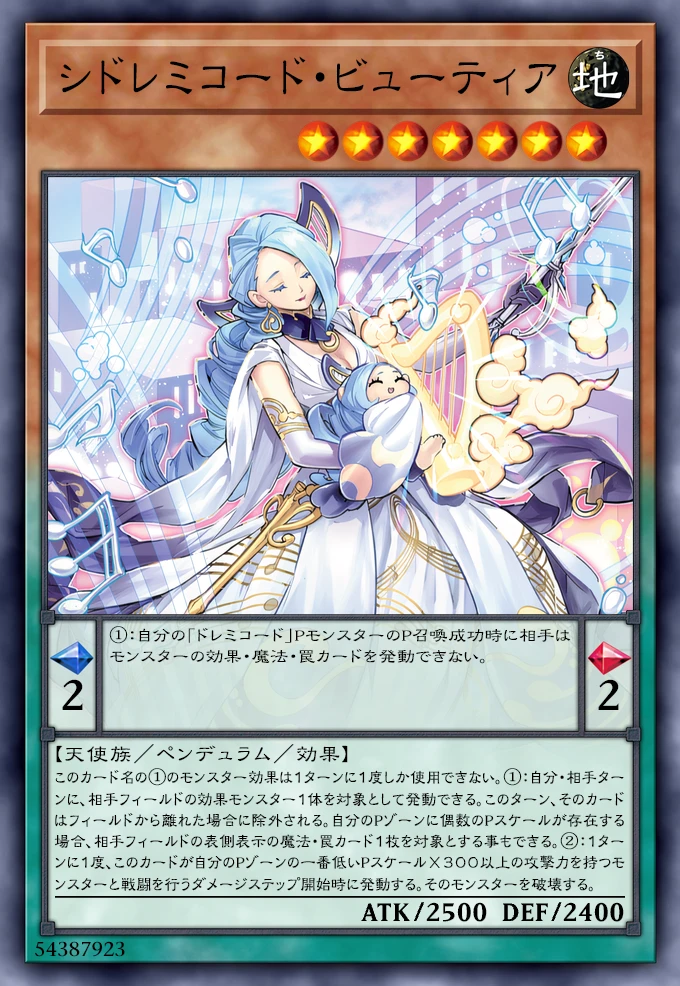 シドレミコード・ビューティア
ち
地
①:自分の「ドレミコード」PモンスターのP召喚成功時に相手は
モンスターの効果・魔法・罠カードを発動できない。
2
2
【天使族/ペンデュラム/効果】
このカード名の①のモンスター効果は1ターンに1度しか使用できない。①:自分・相手ター
ンに、相手フィールドの効果モンスター1体を対象として発動できる。このターン、そのカード
はフィールドから離れた場合に除外される。自分のPゾーンに偶数のPスケールが存在する
場合、相手フィールドの表側表示の魔法・罠カード1枚を対象とする事もできる。②:1ター
ンに1度、このカードが自分のPゾーンの一番低いPスケール×300以上の攻撃力を持つモ
ンスターと戦闘を行うダメージステップ開始時に発動する。そのモンスターを破壊する。
ATK/2500 DEF/2400
54387923